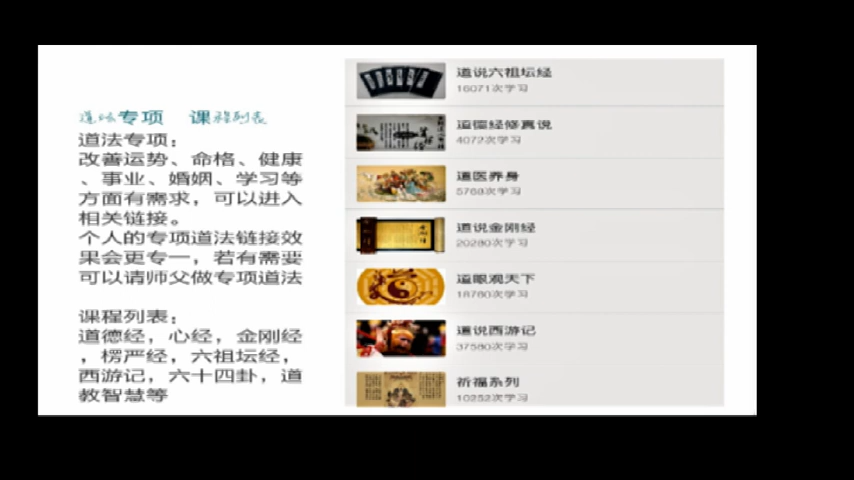 道法专项 课程列表
道法专项：
改善运势、命格、健康
、事业、婚姻、学习等
方面有需求，可以进入
相关链接。
个人的专项道法链接效
果会更专一，若有需要
可以请师父做专项道法
课程列表：
道德经，心经，金刚经
，楞严经，六祖坛经，
西游记，六十四卦，道
教智慧等
道说六祖坛经
16071次学习
道德经修真说
4072次学习
道医养身
5768次学习
道说金刚经
20280次学习
道眼观天下
18760次学习
道说西游记
37580次学习
祈福系列
10252次学习